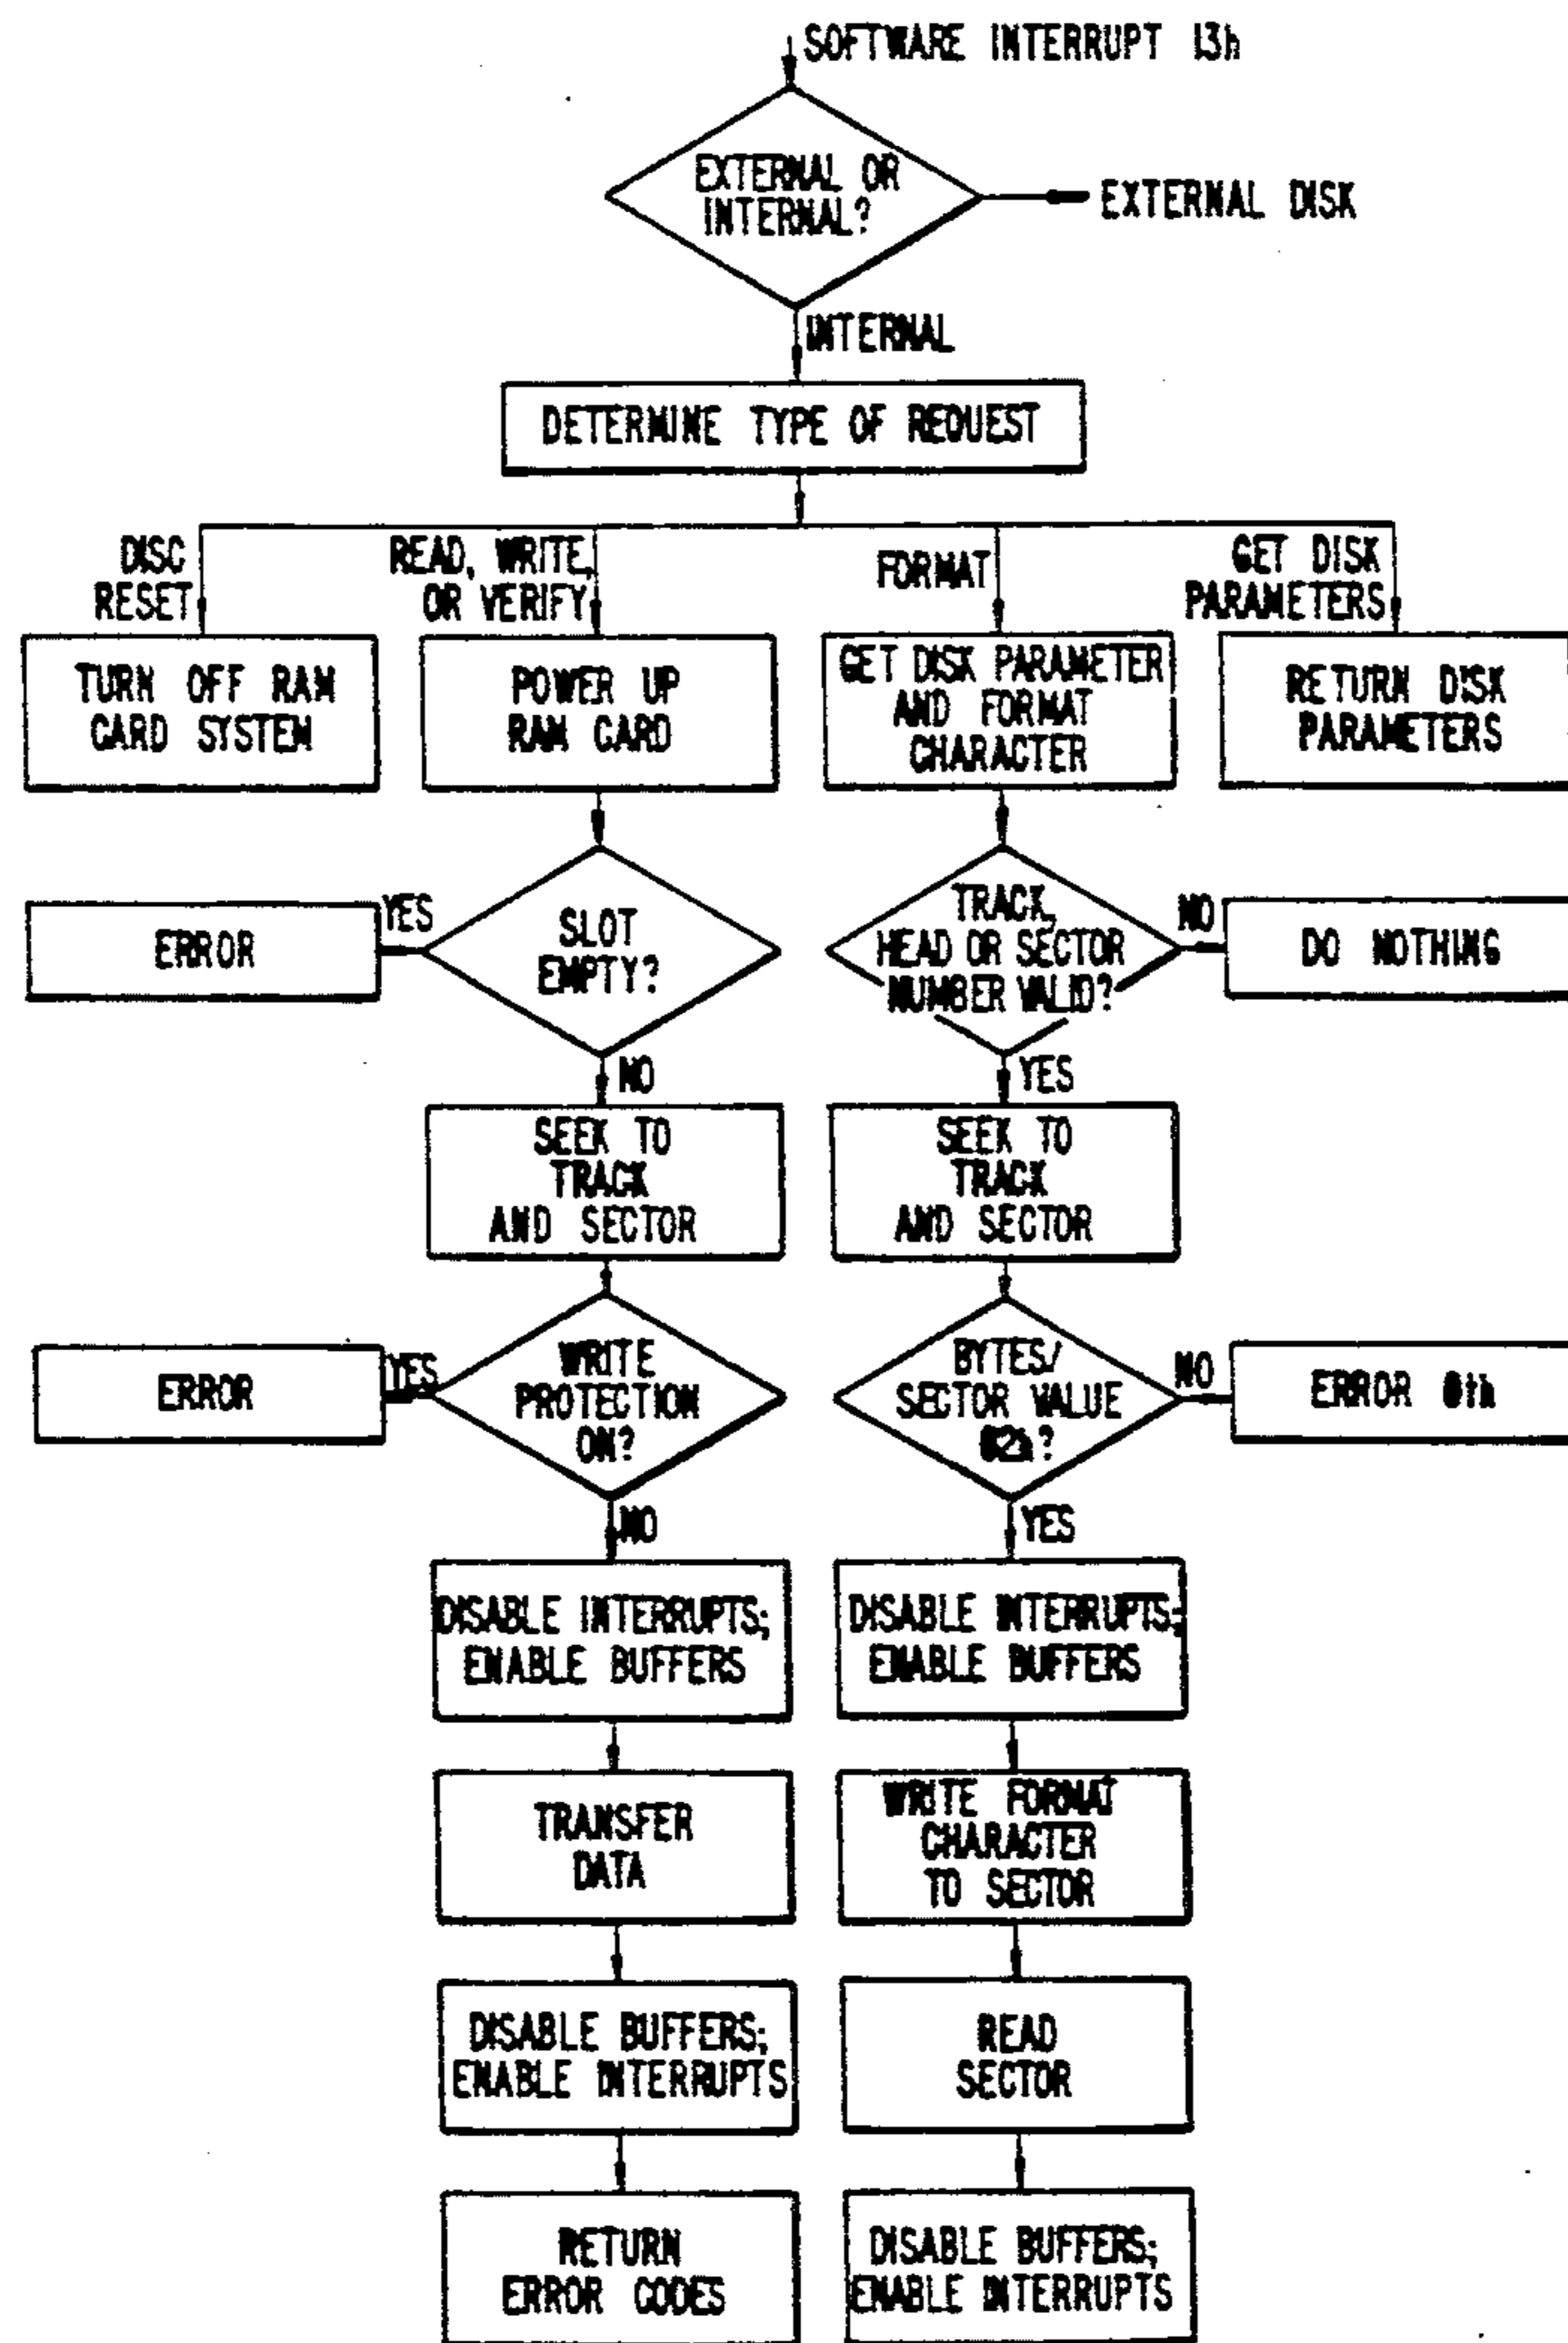 SOFTWARE INTERRUPT 13h
EXTERNAL OR
INTERNAL?
EXTERNAL DISK
INTERNAL
DETERMINE TYPE OF REQUEST
DISC
RESET
READ, WRITE,
OR VERIFY
FORMAT
GET DISK
PARAMETERS
TURN OFF RAM
CARD SYSTEM
POWER UP
RAM CARD
GET DISK PARAMETER
AND FORMAT
CHARACTER
RETURN DISK
PARAMETERS
ERROR
YES
SLOT
EMPTY?
TRACK,
HEAD OR SECTOR
NUMBER VALID?
NO
DO NOTHING
NO
YES
SEEK TO
TRACK
AND SECTOR
SEEK TO
TRACK
AND SECTOR
ERROR
YES
WRITE
PROTECTION
ON?
BYTES/
SECTOR VALUE
02h?
NO
ERROR
NO
YES
DISABLE INTERRUPTS;
ENABLE BUFFERS
DISABLE INTERRUPTS;
ENABLE BUFFERS
TRANSFER
DATA
WRITE FORMAT
CHARACTER
TO SECTOR
DISABLE BUFFERS;
ENABLE INTERRUPTS
READ
SECTOR
RETURN
ERROR CODES
DISABLE BUFFERS;
ENABLE INTERRUPTS